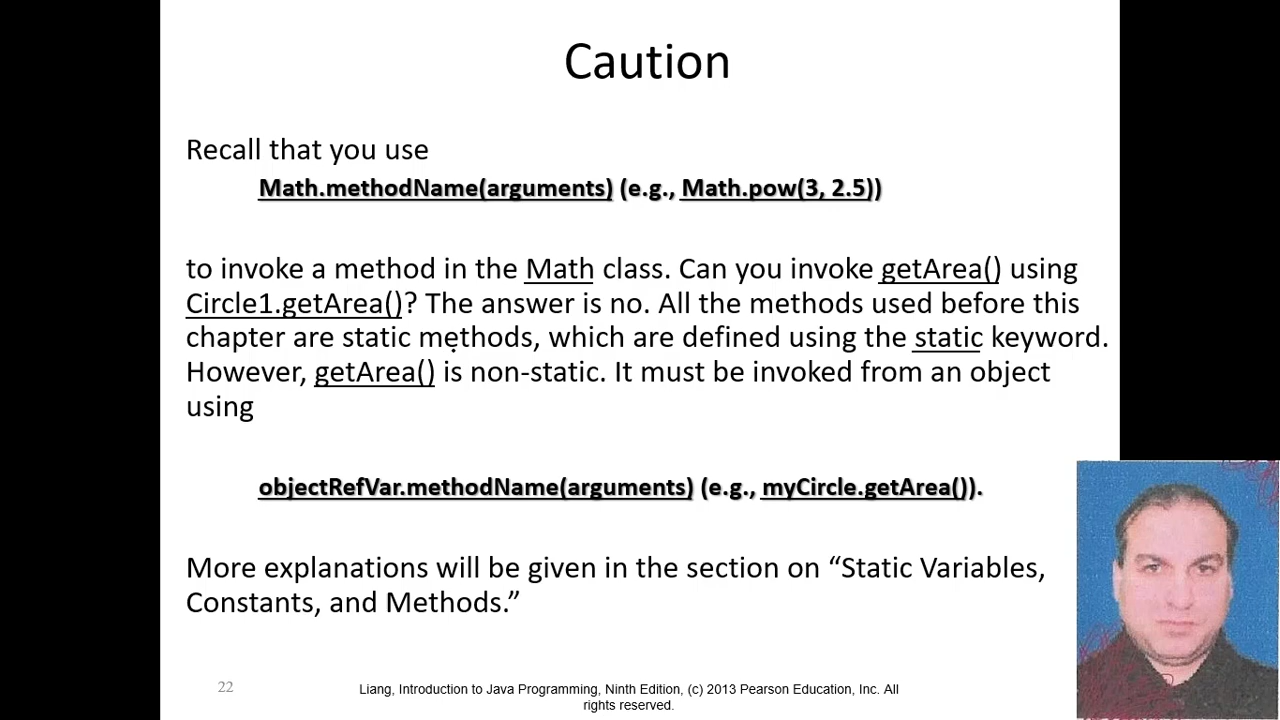 Caution
Recall that you use
Math.methodName(arguments) (e.g., Math.pow(3, 2.5))
to invoke a method in the Math class. Can you invoke getArea() using
Circle1.getArea()? The answer is no. All the methods used before this
chapter are static methods, which are defined using the static keyword.
However, getArea() is non-static. It must be invoked from an object
using
objectRefVar.methodName(arguments) (e.g., myCircle.getArea()).
More explanations will be given in the section on “Static Variables,
Constants, and Methods.”
22
Liang, Introduction to Java Programming, Ninth Edition, (c) 2013 Pearson Education, Inc. All
rights reserved.